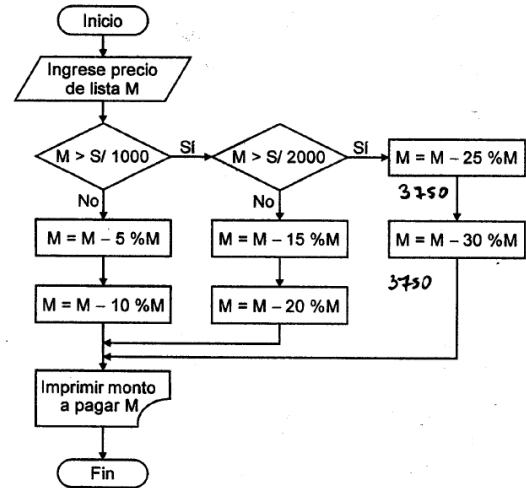 Inicio
Ingrese precio
de lista M
M > S/ 1000
Sí
M > S/ 2000
Sí
M = M – 25 %M
3750
No
No
M = M – 5 %M
M = M – 15 %M
M = M – 30 %M
3750
M = M – 10 %M
M = M – 20 %M
Imprimir monto
a pagar M
Fin